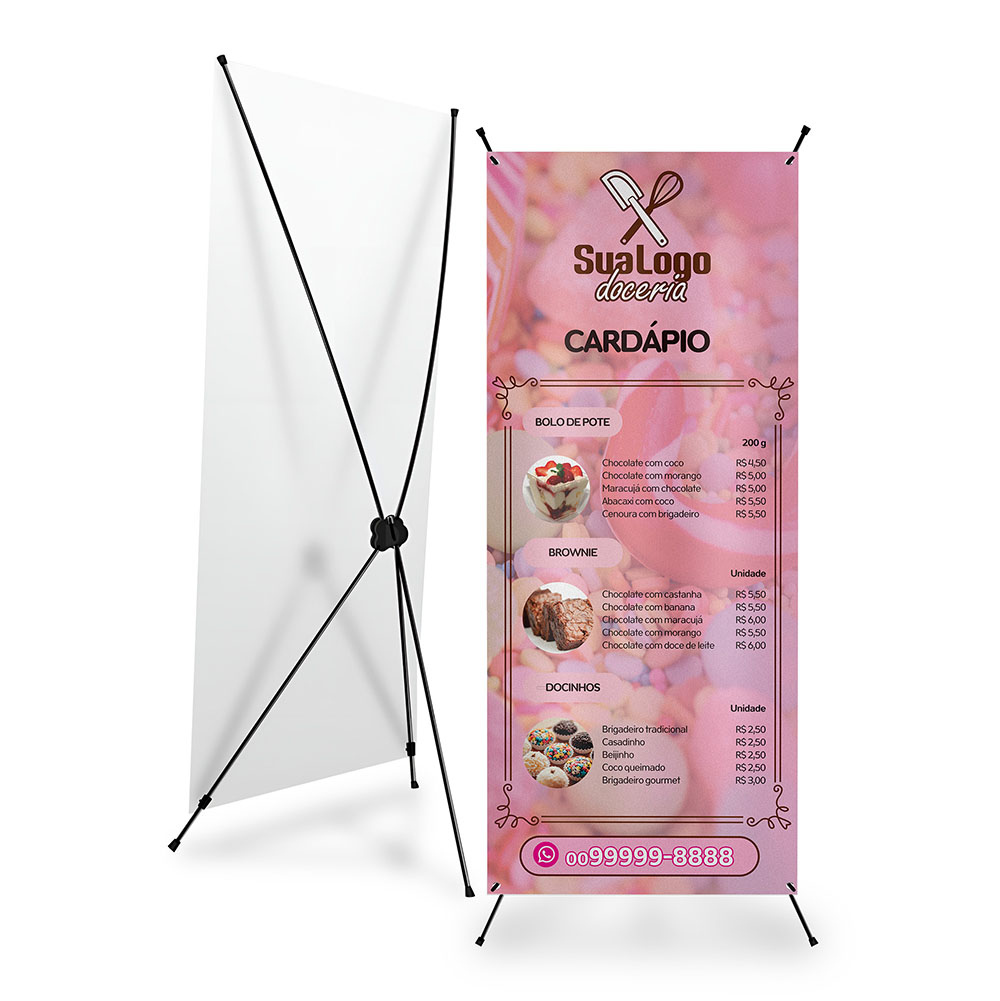 SuaLogo
doceria
CARDÁPIO
BOLO DE POTE
200 g
Chocolate com coco R$ 4,50
Chocolate com morango R$ 5,00
Maracujá com chocolate R$ 5,00
Abacaxi com coco R$ 5,50
Cenoura com brigadeiro R$ 5,50
BROWNIE
Unidade
Chocolate com castanha R$ 5,50
Chocolate com banana R$ 5,50
Chocolate com maracujá R$ 6,00
Chocolate com morango R$ 5,50
Chocolate com doce de leite R$ 6,00
DOCINHOS
Unidade
Brigadeiro tradicional R$ 2,50
Casadinho R$ 2,50
Beijinho R$ 2,50
Coco queimado R$ 2,50
Brigadeiro gourmet R$ 3,00
0099999-8888